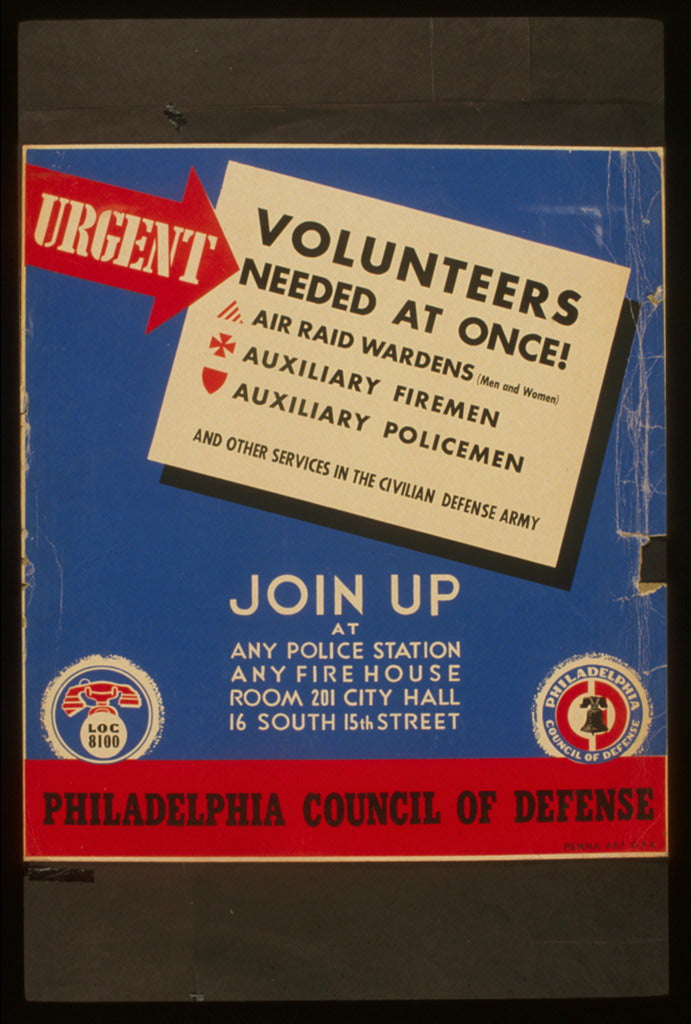 URGENT
VOLUNTEERS
NEEDED AT ONCE!
AIR RAID WARDENS (Men and Women)
AUXILIARY FIREMEN
AUXILIARY POLICEMEN
AND OTHER SERVICES IN THE CIVILIAN DEFENSE ARMY
JOIN UP
AT
ANY POLICE STATION
ANY FIRE HOUSE
ROOM 201 CITY HALL
16 SOUTH 15th STREET
LOC
8100
PHILADELPHIA
COUNCIL OF DEFENSE
PHILADELPHIA COUNCIL OF DEFENSE
PENNA ART W.P.A.